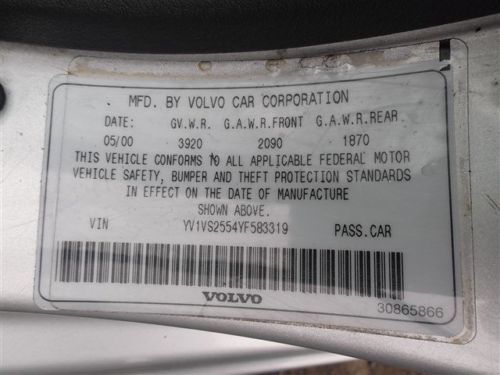 MFD. BY VOLVO CAR CORPORATION
DATE: GV.W.R. G.A.W.R.FRONT G.A.W.R.REAR
05/00 3920 2090 1870
THIS VEHICLE CONFORMS TO ALL APPLICABLE FEDERAL MOTOR
VEHICLE SAFETY, BUMPER AND THEFT PROTECTION STANDARDS
IN EFFECT ON THE DATE OF MANUFACTURE
SHOWN ABOVE.
VIN YV1VS2554YF583319 PASS.CAR
VOLVO
30865866